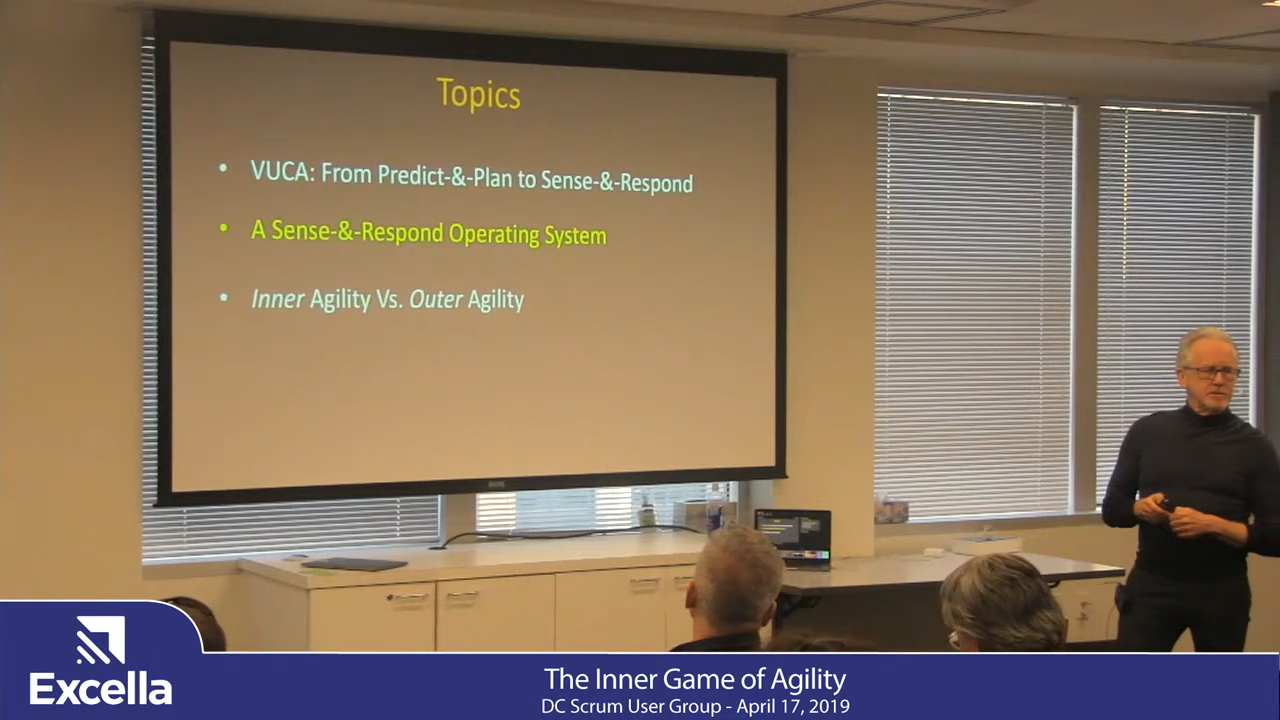 Topics
• VUCA: From Predict-&-Plan to Sense-&-Respond
• A Sense-&-Respond Operating System
• Inner Agility Vs. Outer Agility
Excella
The Inner Game of Agility
DC Scrum User Group - April 17, 2019